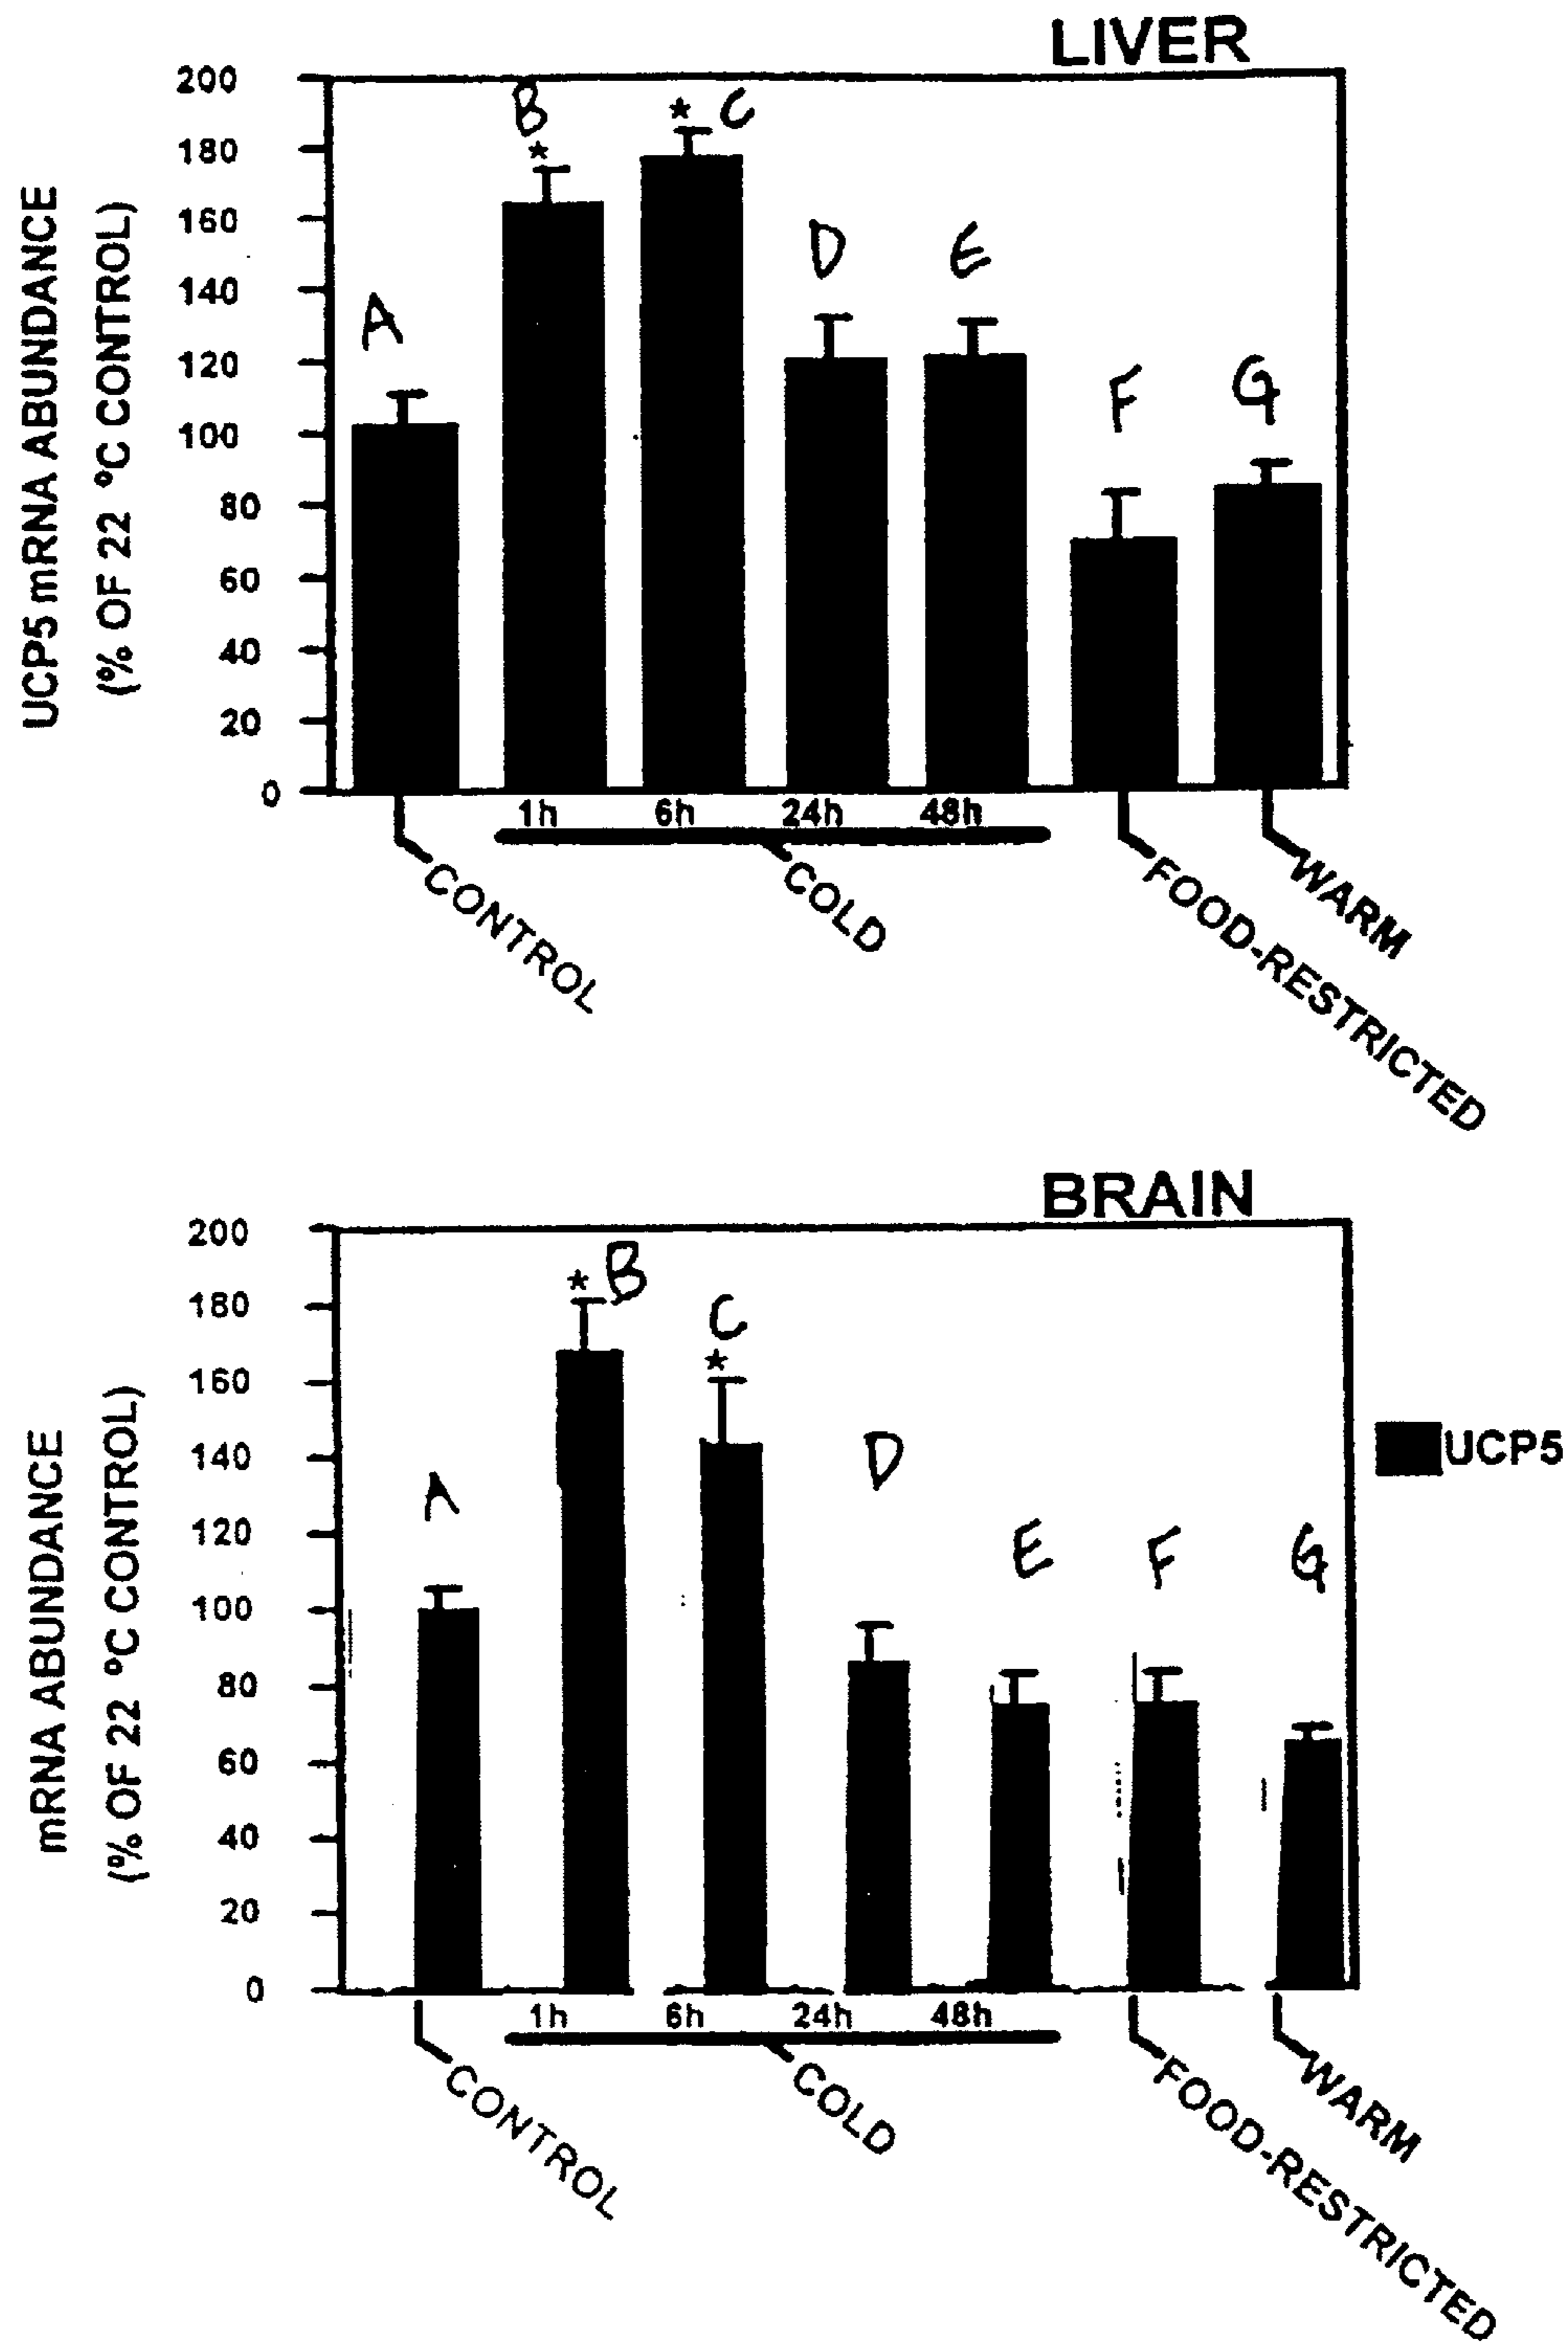 LIVER
UCP5 mRNA ABUNDANCE
(% OF 22 °C CONTROL)
200
180
160
140
120
100
80
60
40
20
0
A
B
*
* C
D
E
F
G
1h 6h 24h 48h
CONTROL
COLD
FOOD-RESTRICTED
WARM
BRAIN
mRNA ABUNDANCE
(% OF 22 °C CONTROL)
200
180
160
140
120
100
80
60
40
20
0
A
* B
C
*
D
E
F
G
UCP5
1h 6h 24h 48h
CONTROL
COLD
FOOD-RESTRICTED
WARM